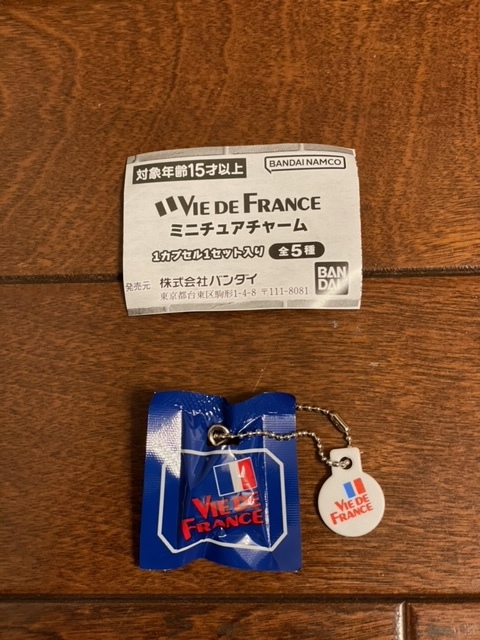 対象年齢15才以上
BANDAI NAMCO
VIE DE FRANCE
ミニチュアチャーム
1カプセル1セット入り 全5種
発売元 株式会社バンダイ
東京都台東区駒形1-4-8 〒111-8081
BAN
DAI
VIE DE
FRANCE
VIE DE
FRANCE